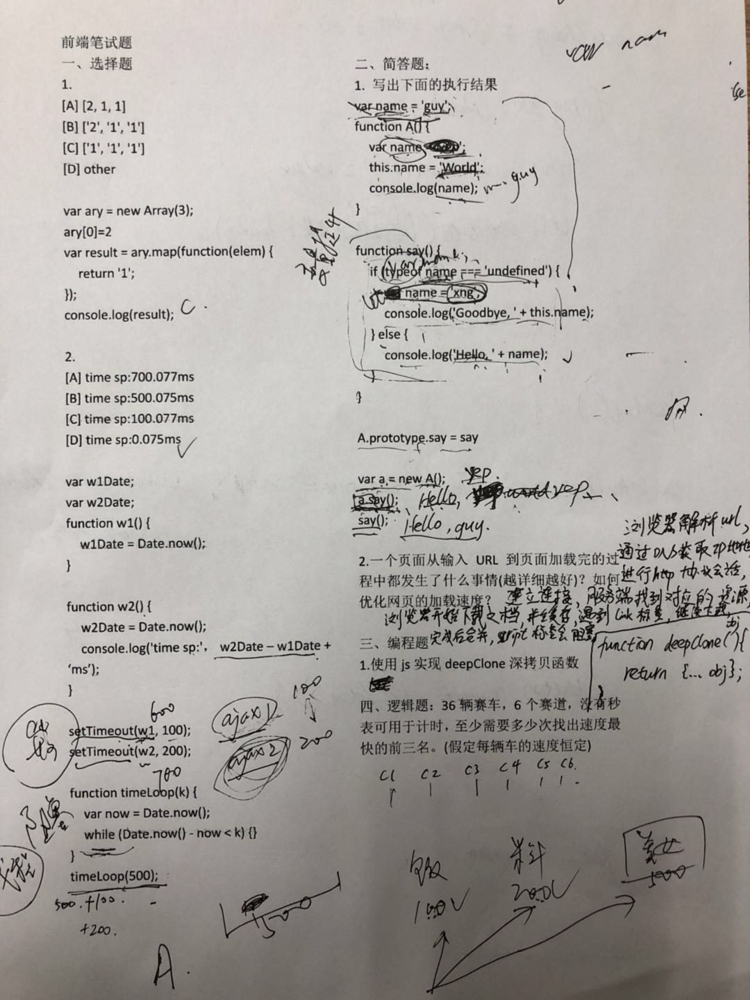 前端笔试题
一、选择题
1.
[A] [2, 1, 1]
[B] ['2', '1', '1']
[C] ['1', '1', '1']
[D] other
var ary = new Array(3);
ary[0]=2
var result = ary.map(function(elem) {
return '1';
});
console.log(result); C.
2.
[A] time sp:700.077ms
[B] time sp:500.075ms
[C] time sp:100.077ms
[D] time sp:0.075ms ✓
var w1Date;
var w2Date;
function w1() {
w1Date = Date.now();
}
function w2() {
w2Date = Date.now();
console.log('time sp:', w2Date – w1Date +
'ms');
}
600
setTimeout(w1, 100);
setTimeout(w2, 200);
700
ajax1 100
ajax2 200
function timeLoop(k) {
var now = Date.now();
while (Date.now() - now < k) {}
}
timeLoop(500);
500.+100.
+200.
500
A.
二、简答题：
1. 写出下面的执行结果
var name = 'guy';
function A() {
var name
this.name = 'World';
console.log(name); guy
}
function say() {
if (typeof name === 'undefined') {
name = 'xng';
console.log('Goodbye, ' + this.name);
} else {
console.log('Hello, ' + name);
}
A.prototype.say = say
var a = new A(); yep.
a.say(); Hello, yep
say(); Hello, guy.
2.一个页面从输入 URL 到页面加载完的过
程中都发生了什么事情(越详细越好)？如何
优化网页的加载速度？
浏览器解析url,
通过DNS获取IP
进行http协议会话,
建立连接, 服务端找到对应的资源,
浏览器开始下载文档, 并缓存, 遇到link标签, 继续下载,
完成后合并, script标签会阻塞
三、编程题
1.使用 js 实现 deepClone 深拷贝函数
function deepClone(obj){
return {...obj};
}
四、逻辑题：36 辆赛车，6 个赛道，没有秒
表可用于计时，至少需要多少次找出速度最
快的前三名。(假定每辆车的速度恒定)
C1 C2 C3 C4 C5 C6.
饭 料 美女
100 200 500
var nam